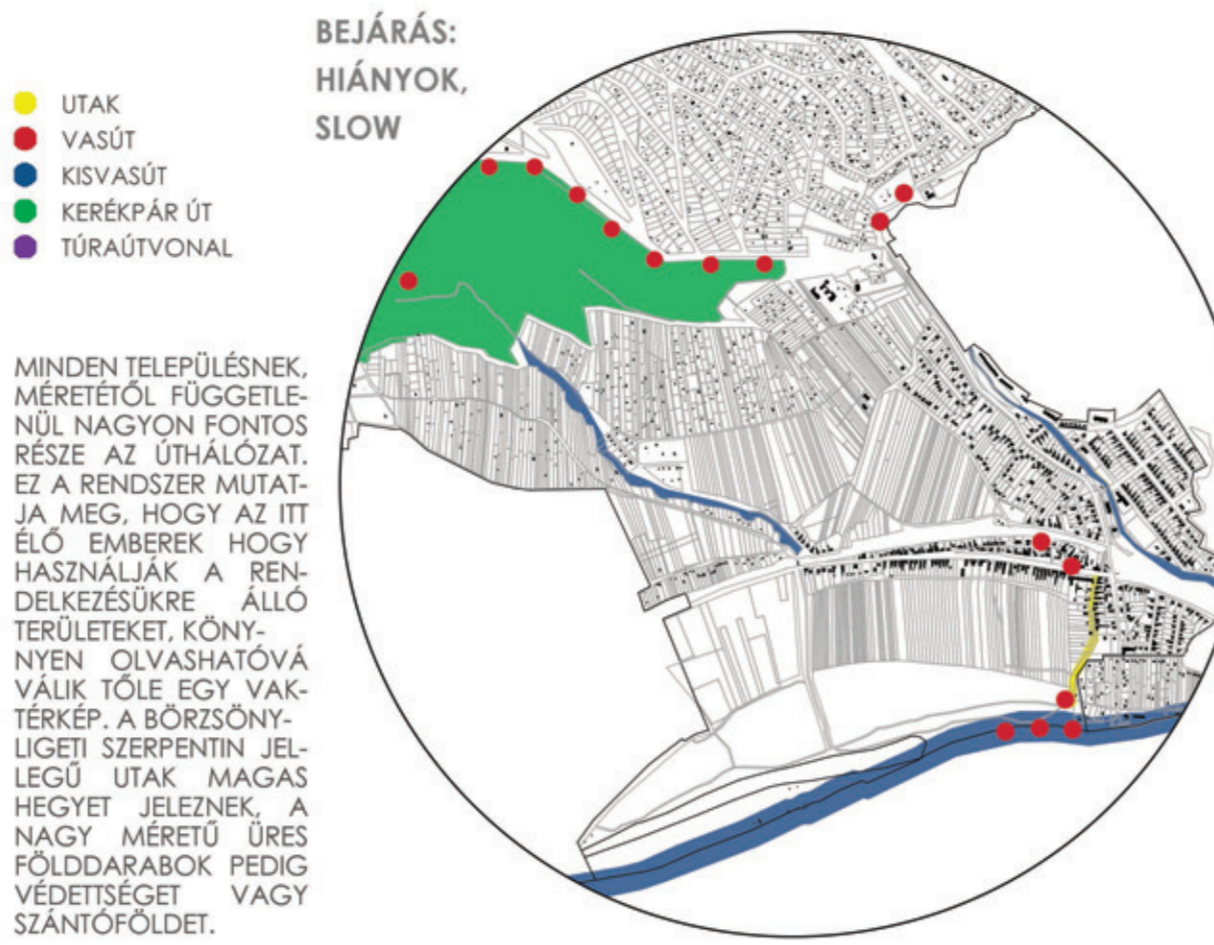 BEJÁRÁS:
HIÁNYOK,
SLOW
UTAK
VASÚT
KISVASÚT
KERÉKPÁR ÚT
TÚRAÚTVONAL
MINDEN TELEPÜLÉSNEK,
MÉRETÉTŐL FÜGGETLE-
NÜL NAGYON FONTOS
RÉSZE AZ ÚTHÁLÓZAT.
EZ A RENDSZER MUTAT-
JA MEG, HOGY AZ ITT
ÉLŐ EMBEREK HOGY
HASZNÁLJÁK A REN-
DELKEZÉSÜKRE ÁLLÓ
TERÜLETEKET, KÖNY-
NYEN OLVASHATÓVÁ
VÁLIK TŐLE EGY VAK-
TÉRKÉP. A BÖRZSÖNY-
LIGETI SZERPENTIN JEL-
LEGŰ UTAK MAGAS
HEGYET JELEZNEK, A
NAGY MÉRETŰ ÜRES
FÖLDDARABOK PEDIG
VÉDETTSÉGET VAGY
SZÁNTÓFÖLDET.